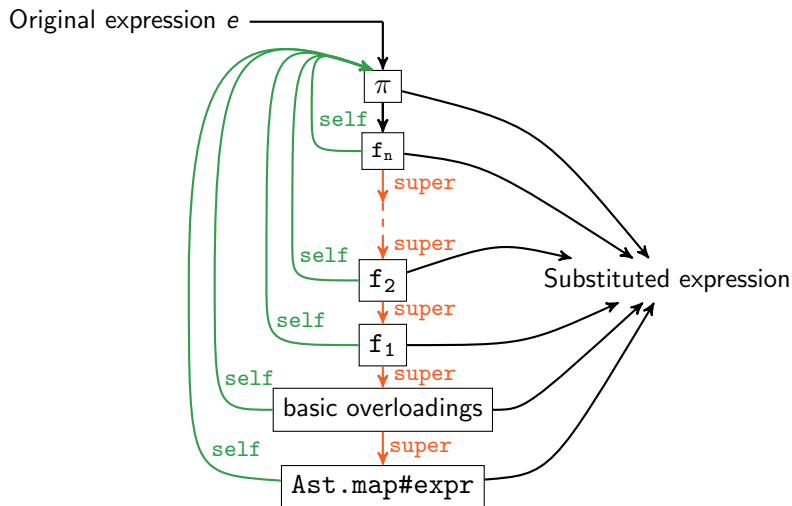 Original expression e
π
self
fn
super
super
self
f2
Substituted expression
super
self
f1
super
self
basic overloadings
super
self
Ast.map#expr